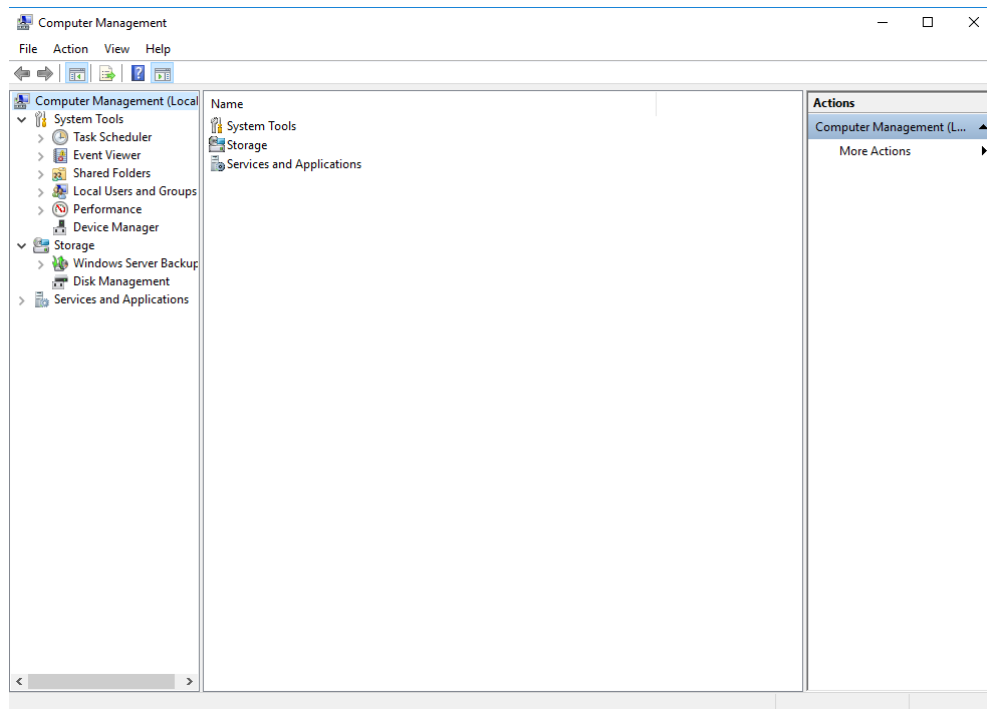 Computer Management
File Action View Help
Computer Management (Local
System Tools
Task Scheduler
Event Viewer
Shared Folders
Local Users and Groups
Performance
Device Manager
Storage
Windows Server Backup
Disk Management
Services and Applications
Name
System Tools
Storage
Services and Applications
Actions
Computer Management (L...
More Actions